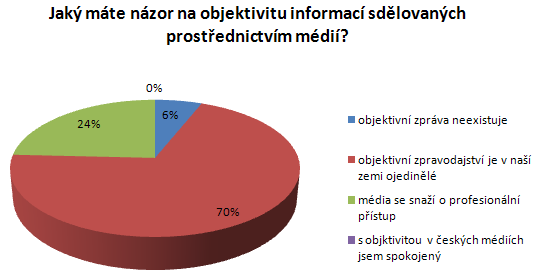 Jaký máte názor na objektivitu informací sdělovaných
prostřednictvím médií?
0%
6%
24%
70%
objektivní zpráva neexistuje
objektivní zpravodajství je v naší
zemi ojedinělé
média se snaží o profesionální
přístup
s objktivitou v českých médiích
jsem spokojený